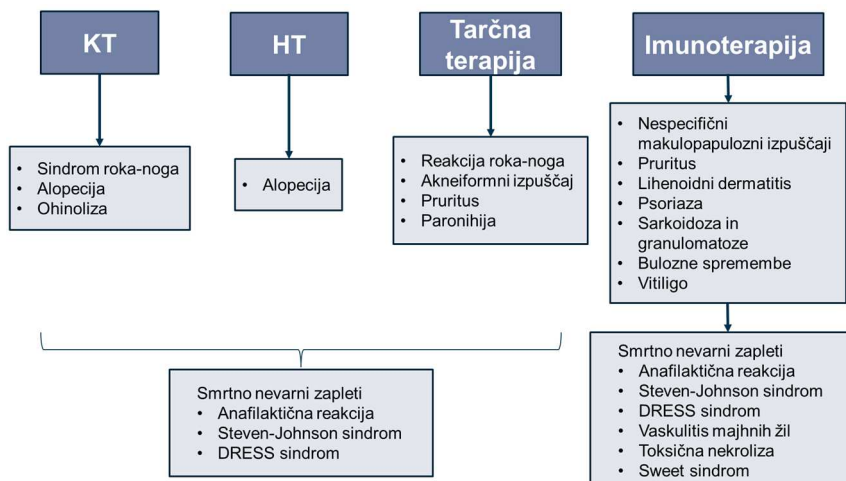 KT
HT
Tarčna
terapija
Imunoterapija
• Sindrom roka-noga
• Alopecija
• Ohinoliza
• Alopecija
• Reakcija roka-noga
• Akneiformni izpuščaj
• Pruritus
• Paronihija
• Nespecifični
makulopapulozni izpuščaji
• Pruritus
• Lihenoidni dermatitis
• Psoriaza
• Sarkoidoza in
granulomatoze
• Bulozne spremembe
• Vitiligo
Smrtno nevarni zapleti
• Anafilaktična reakcija
• Steven-Johnson sindrom
• DRESS sindrom
Smrtno nevarni zapleti
• Anafilaktična reakcija
• Steven-Johnson sindrom
• DRESS sindrom
• Vaskulitis majhnih žil
• Toksična nekroliza
• Sweet sindrom